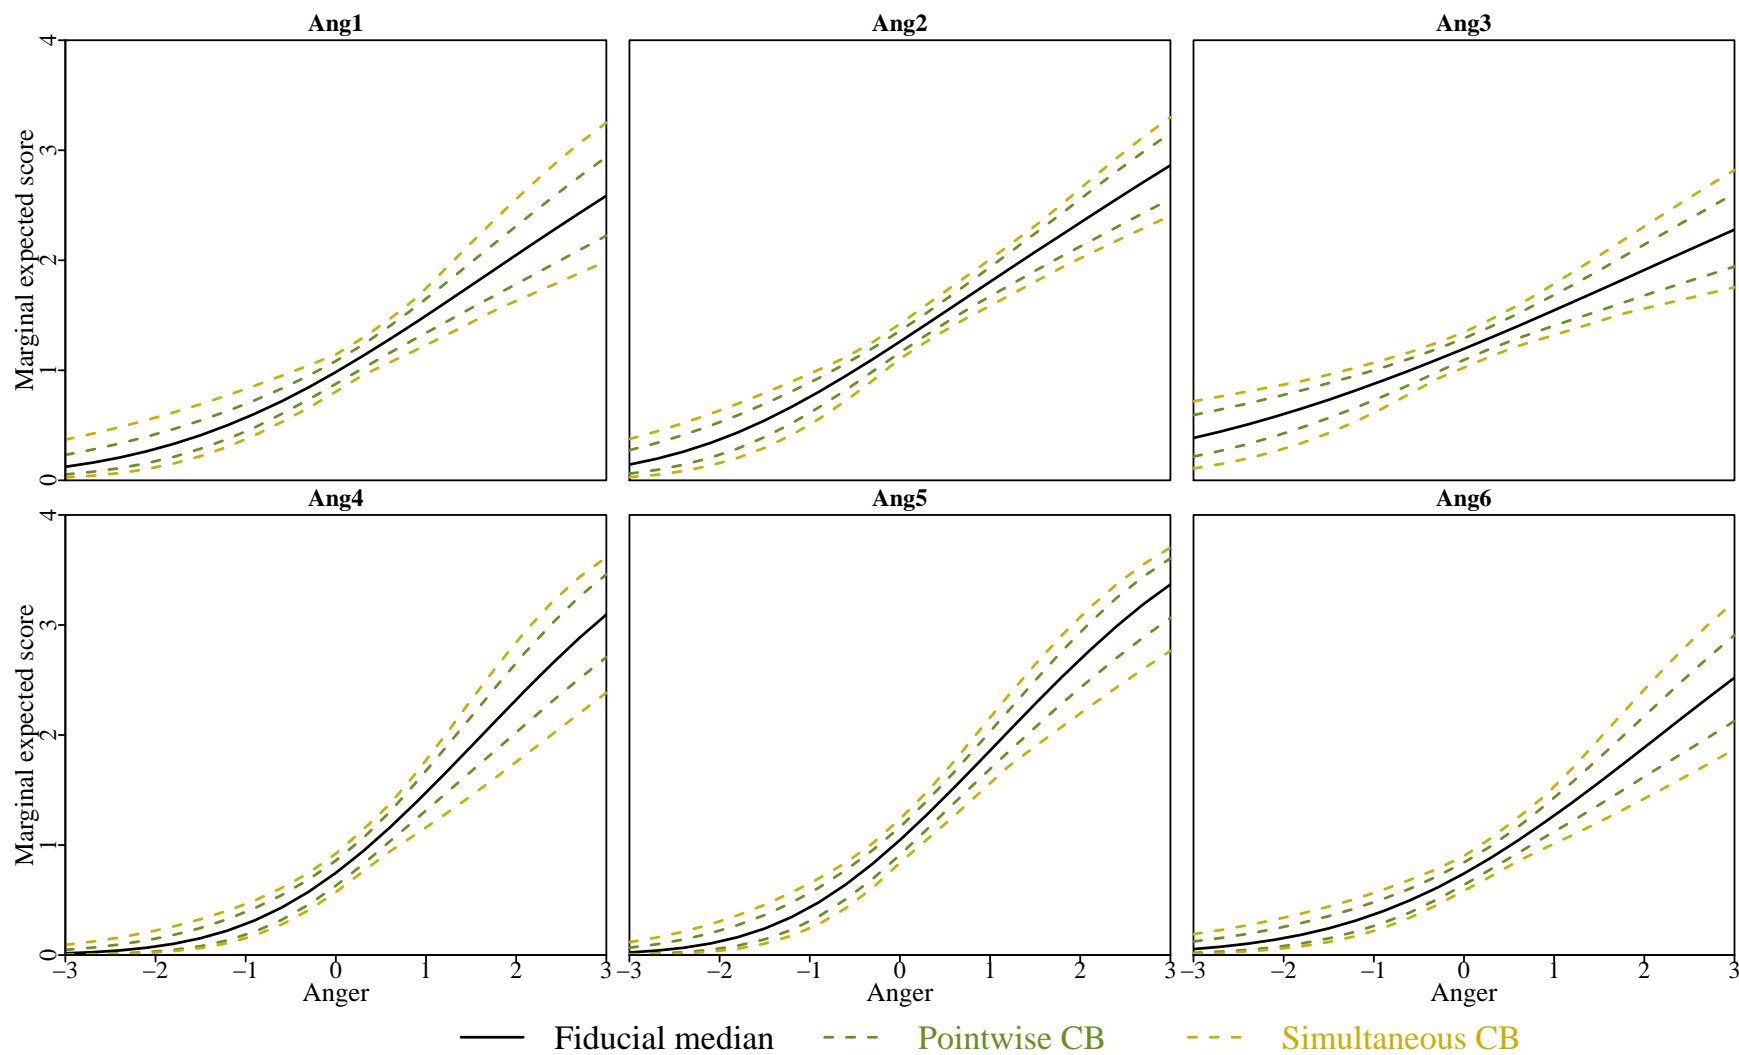 Ang1 Ang2 Ang3
Marginal expected score
0 1 2 3 4
Ang4 Ang5 Ang6
Marginal expected score
0 1 2 3 4
−3 −2 −1 0 1 2 3 −3 −2 −1 0 1 2 3 −3 −2 −1 0 1 2 3
Anger Anger Anger
Fiducial median Pointwise CB Simultaneous CB